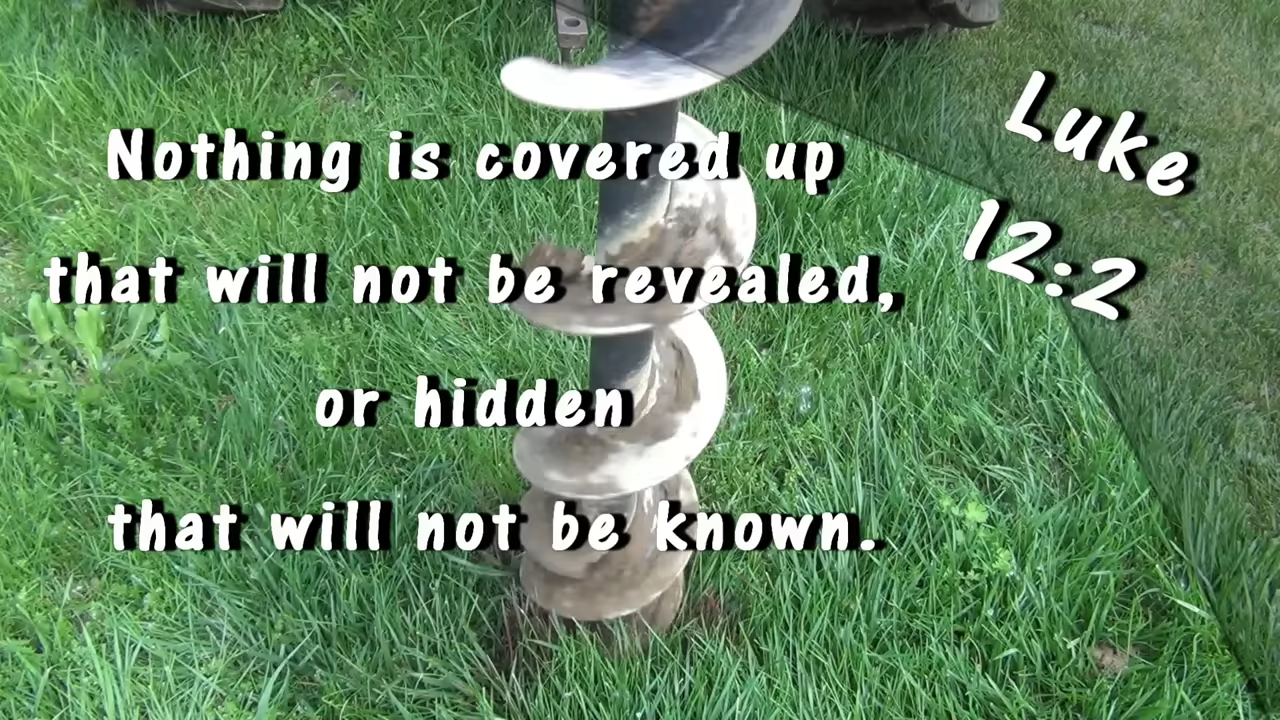 Nothing is covered up
that will not be revealed,
or hidden
that will not be known.
Luke
12:2